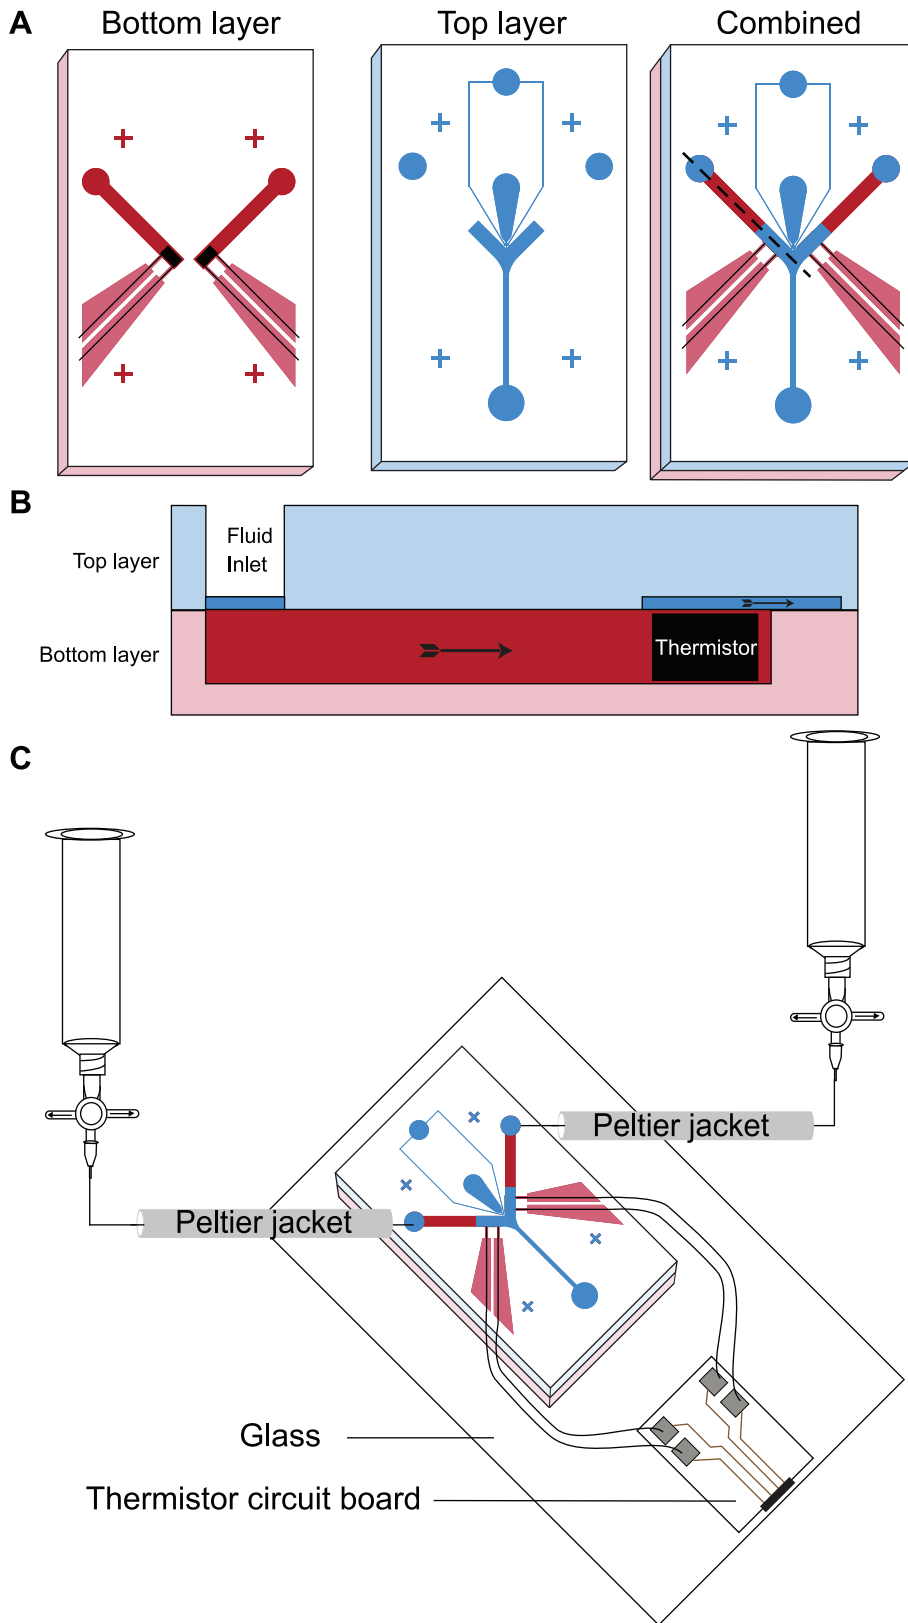 A
Bottom layer
Top layer
Combined
B
Fluid
Inlet
Top layer
Bottom layer
Thermistor
C
Peltier jacket
Peltier jacket
Glass
Thermistor circuit board